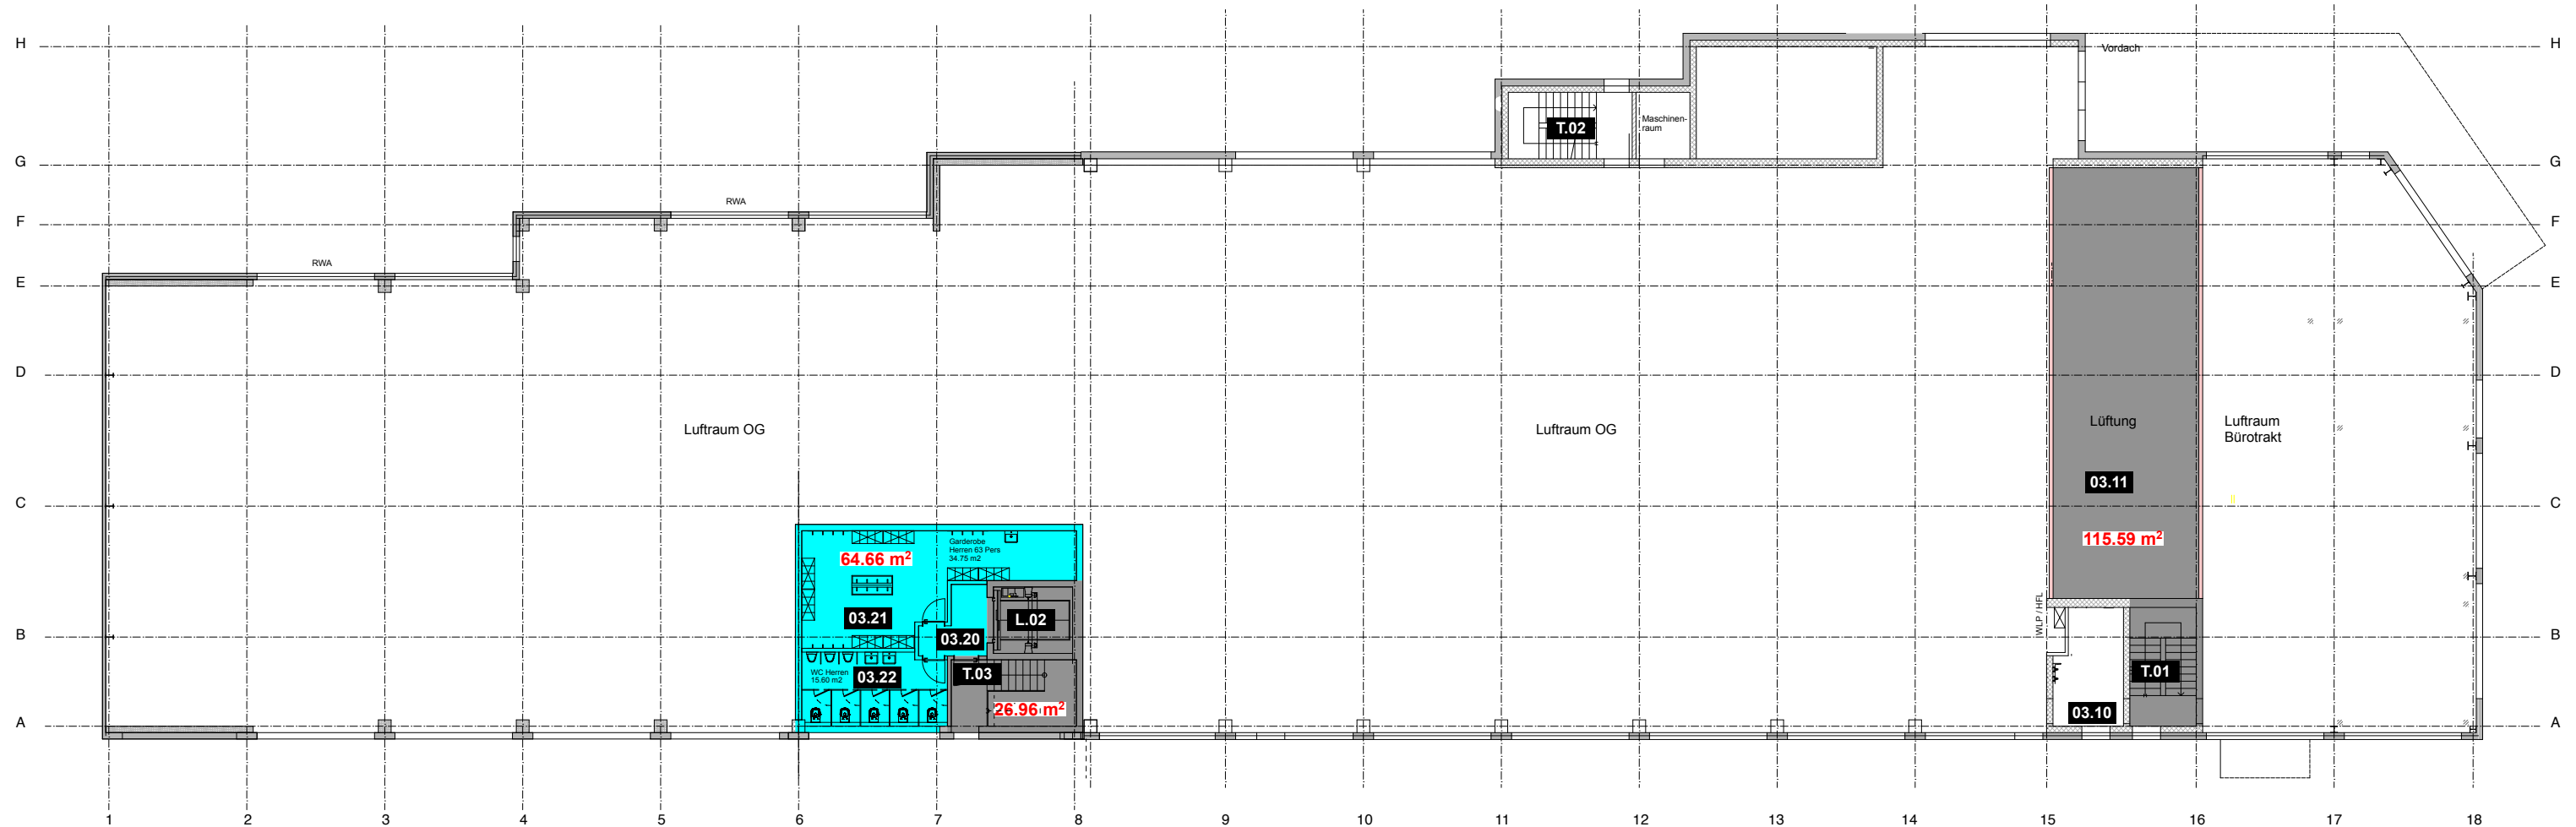 H
H
Vordach
T.02
Maschinen-
raum
G
G
RWA
F
F
RWA
E
E
D
D
Luftraum OG
Luftraum OG
Lüftung
Luftraum
Bürotrakt
03.11
C
C
115.59 m²
Garderobe
Herren 63 Pers
34.75 m2
64.66 m²
03.21
L.02
03.20
WLP / HFL
B
B
WC Herren
15.60 m2
03.22
T.03
T.01
26.96 m²
03.10
A
A
1
2
3
4
5
6
7
8
9
10
11
12
13
14
15
16
17
18